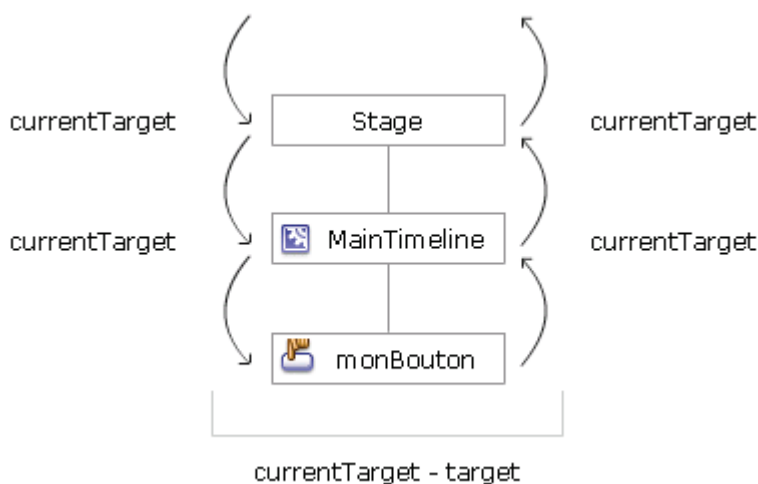 Stage
currentTarget
currentTarget
MainTimeline
currentTarget
currentTarget
monBouton
currentTarget - target